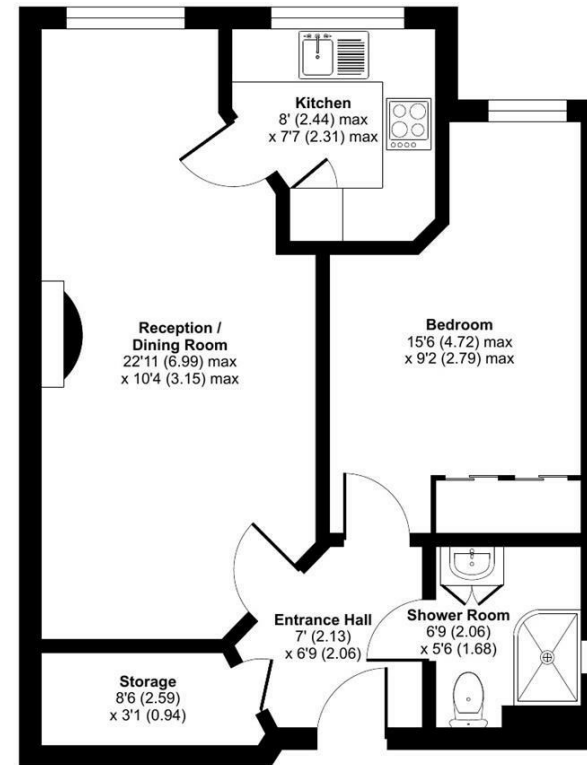 Kitchen
8' (2.44) max
x 7'7 (2.31) max
Reception /
Dining Room
22'11 (6.99) max
x 10'4 (3.15) max
Bedroom
15'6 (4.72) max
x 9'2 (2.79) max
Entrance Hall
7' (2.13)
x 6'9 (2.06)
Shower Room
6'9 (2.06)
x 5'6 (1.68)
Storage
8'6 (2.59)
x 3'1 (0.94)